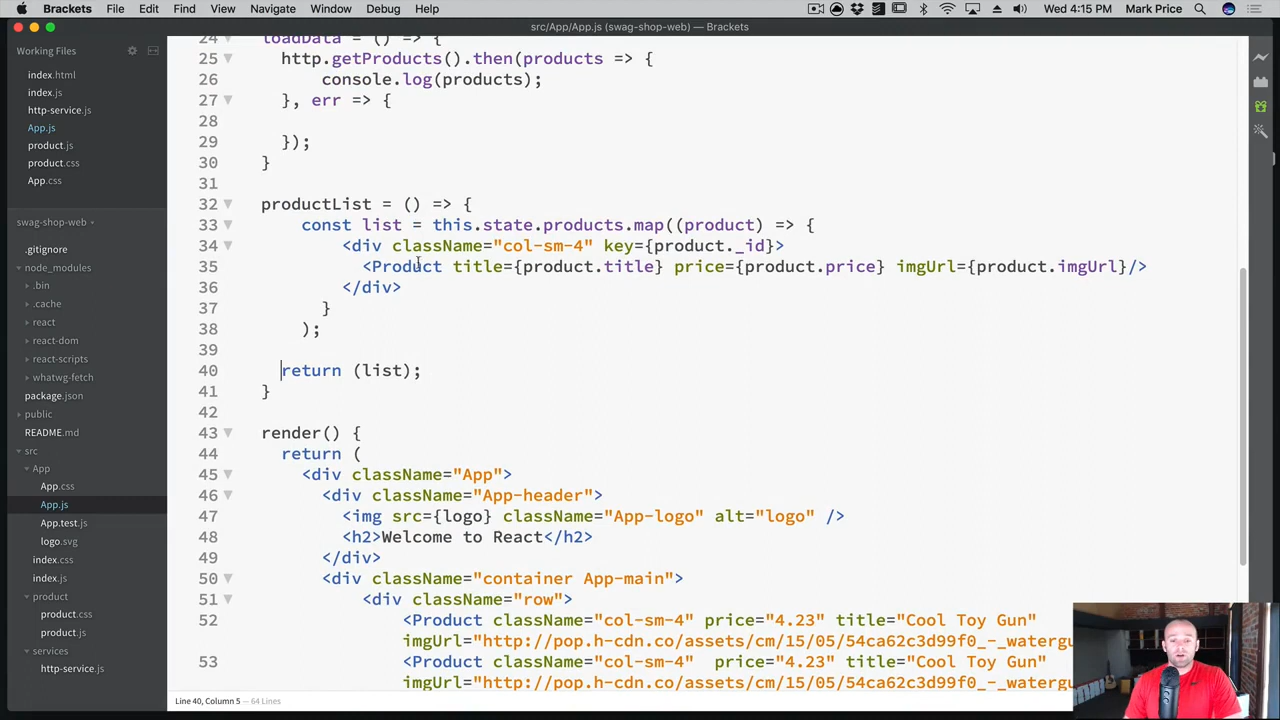 Brackets File Edit Find View Navigate Window Debug Help Wed 4:15 PM Mark Price
src/App/App.js (swag-shop-web) — Brackets
Working Files
index.html
index.js
http-service.js
App.js
product.js
product.css
App.css
swag-shop-web
.gitignore
node_modules
.bin
.cache
react
react-dom
react-scripts
whatwg-fetch
package.json
public
README.md
src
App
App.css
App.js
App.test.js
logo.svg
index.css
index.js
product
product.css
product.js
services
http-service.js
24 loadData = () => {
25 http.getProducts().then(products => {
26 console.log(products);
27 }, err => {
28
29 });
30 }
31
32 productList = () => {
33 const list = this.state.products.map((product) => {
34 <div className="col-sm-4" key={product._id}>
35 <Product title={product.title} price={product.price} imgUrl={product.imgUrl}/>
36 </div>
37 }
38 );
39
40 return (list);
41 }
42
43 render() {
44 return (
45 <div className="App">
46 <div className="App-header">
47 <img src={logo} className="App-logo" alt="logo" />
48 <h2>Welcome to React</h2>
49 </div>
50 <div className="container App-main">
51 <div className="row">
52 <Product className="col-sm-4" price="4.23" title="Cool Toy Gun"
imgUrl="http://pop.h-cdn.co/assets/cm/15/05/54ca62c3d99f0_-_watergu
53 <Product className="col-sm-4" price="4.23" title="Cool Toy Gun"
imgUrl="http://pop.h-cdn.co/assets/cm/15/05/54ca62c3d99f0_-_watergu
Line 40, Column 5 — 64 Lines